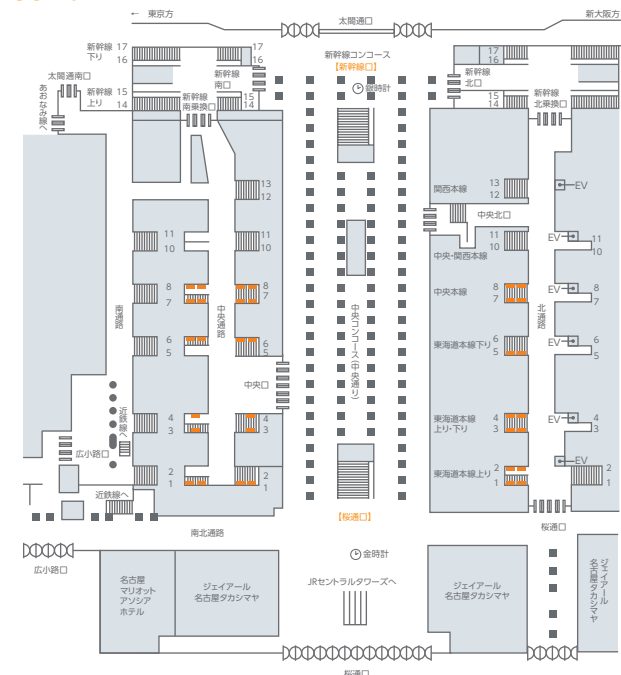 ← 東京方
太閤通口
新大阪方
新幹線 17
下り 16
17
16
新幹線コンコース
【新幹線口】
銀時計
17
16
太閤通南口
新幹線
南口
新幹線
北口
あおなみ線へ
新幹線 15
上り 14
新幹線
南乗換口
15
14
15
14
新幹線
北乗換口
13
12
関西本線
13
12
EV
中央北口
11
10
11
10
中央・関西本線
11
10
EV
11
10
南通路
中央通路
中央コンコース(中央通り)
北通路
8
7
8
7
中央本線
8
7
EV
8
7
6
5
6
5
東海道本線下り
6
5
EV
6
5
中央口
近鉄線へ
4
3
4
3
東海道本線
上り・下り
4
3
EV
4
3
広小路口
2
1
2
1
東海道本線上り
2
1
EV
2
1
近鉄線へ
【桜通口】
桜通口
南北通路
広小路口
金時計
名古屋
マリオット
アソシア
ホテル
ジェイアール
名古屋タカシマヤ
JRセントラルタワーズへ
ジェイアール
名古屋タカシマヤ
ジェイアール
名古屋タカシマヤ
桜通口